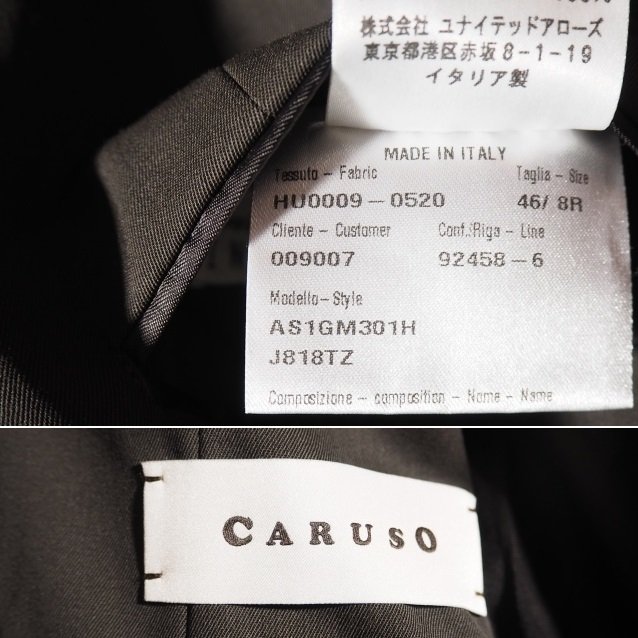 株式会社 ユナイテッドアローズ
東京都港区赤坂8-1-19
イタリア製
MADE IN ITALY
Tessuto - Fabric Taglia - Size
HU0009-0520 46/ 8R
Cliente - Customer Conf./Riga - Line
009007 92458-6
Modello-Style
AS1GM301H
J818TZ
Composizione - composition - Name - Name
CARUSO